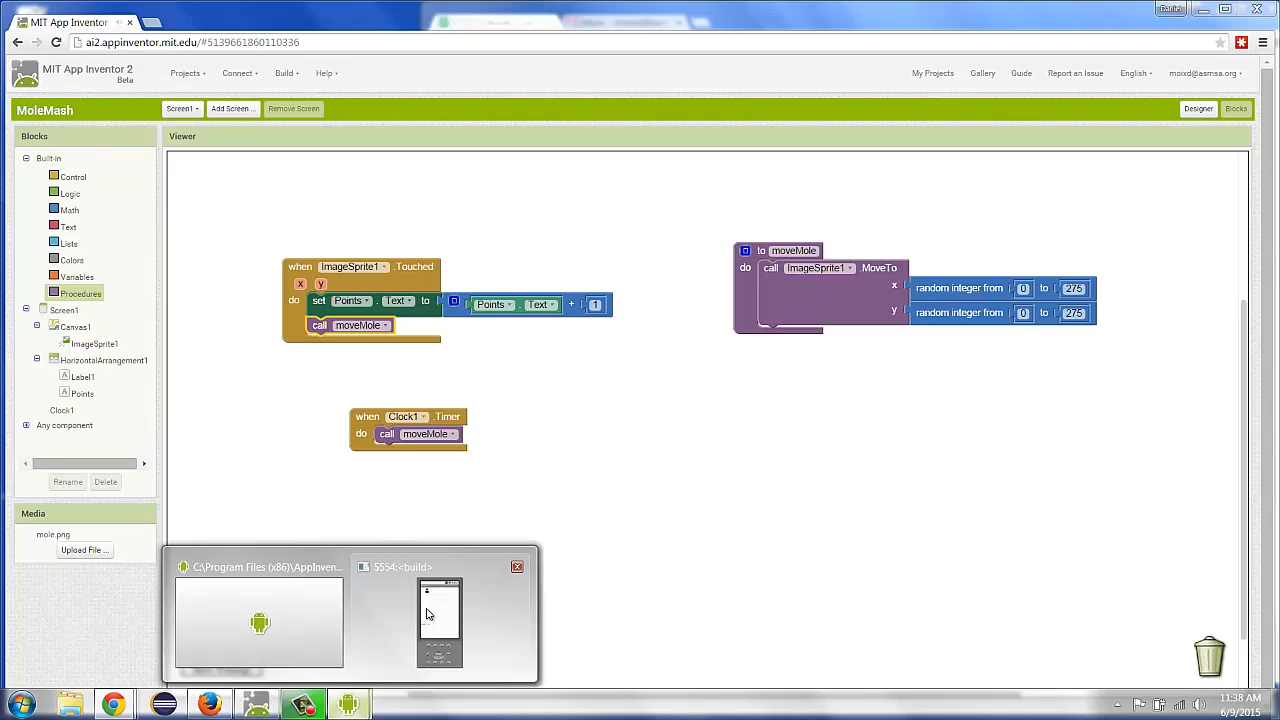 Daniel
MIT App Inventor
ai2.appinventor.mit.edu/#5139661860110336
MIT App Inventor 2
Beta
Projects Connect Build Help
My Projects Gallery Guide Report an Issue English moixd@asmsa.org
MoleMash
Screen1 Add Screen ... Remove Screen
Designer Blocks
Blocks
Viewer
Built-in
Control
Logic
Math
Text
Lists
Colors
Variables
Procedures
Screen1
Canvas1
ImageSprite1
HorizontalArrangement1
Label1
Points
Clock1
Any component
Rename Delete
Media
mole.png
Upload File ...
when ImageSprite1 .Touched
x y
do set Points . Text to Points . Text + 1
call moveMole
when Clock1 .Timer
do call moveMole
to moveMole
do call ImageSprite1 .MoveTo
x random integer from 0 to 275
y random integer from 0 to 275
C:\Program Files (x86)\AppInven...
5554:<build>
11:38 AM
6/9/2015